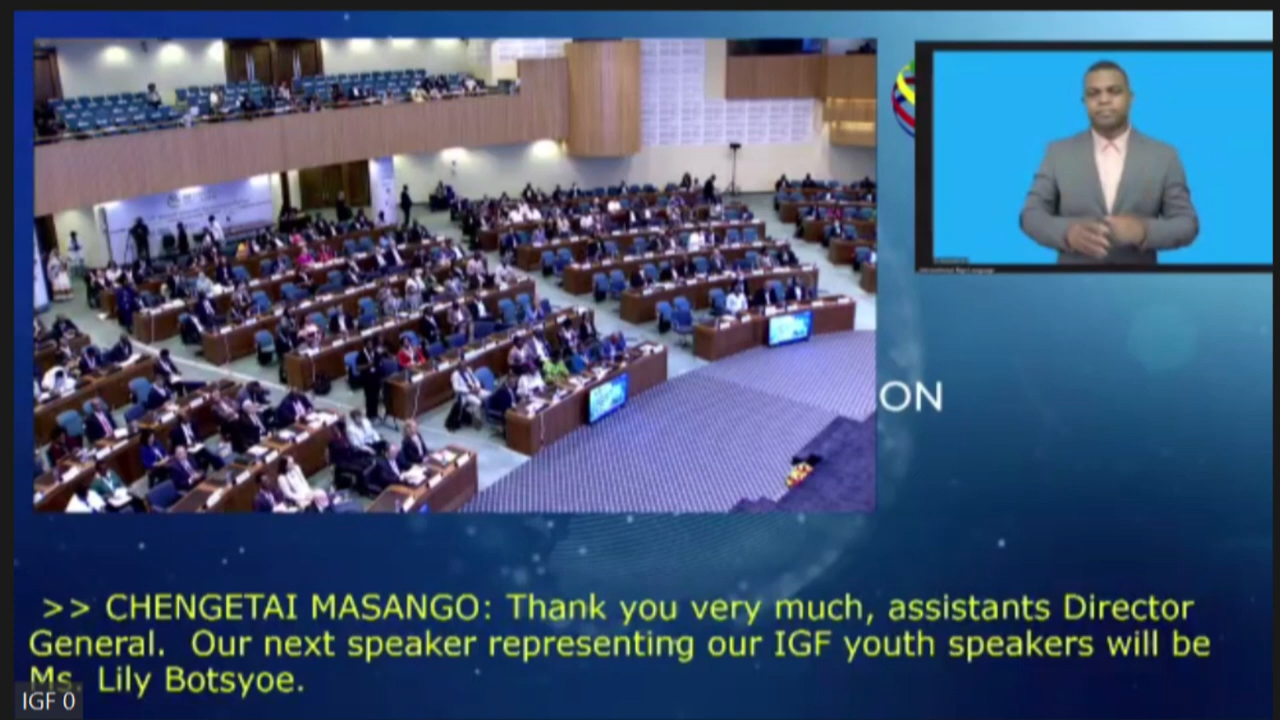 ON
>> CHENGETAI MASANGO: Thank you very much, assistants Director
General. Our next speaker representing our IGF youth speakers will be
Ms. Lily Botsyoe.
IGF 0